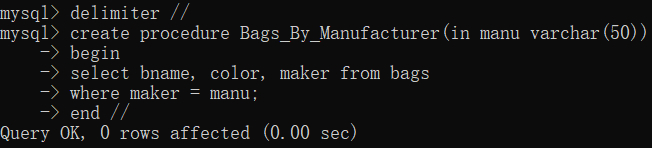 mysql> delimiter //
mysql> create procedure Bags_By_Manufacturer(in manu varchar(50))
    -> begin
    -> select bname, color, maker from bags
    -> where maker = manu;
    -> end //
Query OK, 0 rows affected (0.00 sec)